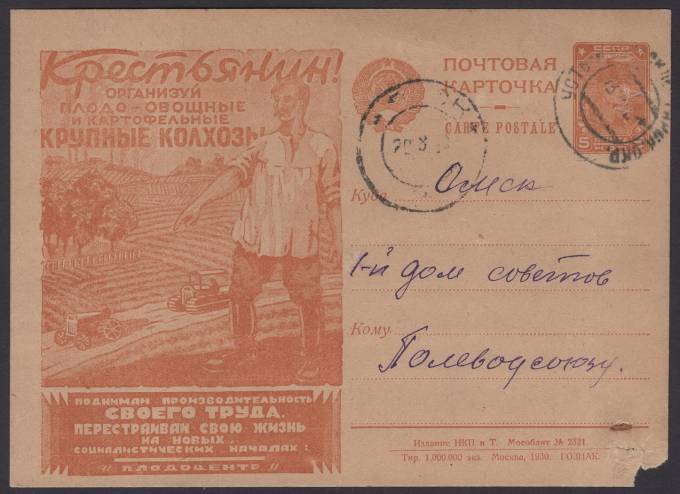 Крестьянин!
ОРГАНИЗУЙ
ПЛОДО-ОВОЩНЫЕ
И КАРТОФЕЛЬНЫЕ
КРУПНЫЕ КОЛХОЗЫ
ПОДНИМАЯ ПРОИЗВОДИТЕЛЬНОСТЬ
СВОЕГО ТРУДА,
ПЕРЕСТРАИВАЙ СВОЮ ЖИЗНЬ
НА НОВЫХ,
СОЦИАЛИСТИЧЕСКИХ НАЧАЛАХ!
"ПЛОДОЦЕНТР"
ПОЧТОВАЯ
КАРТОЧКА
CARTE POSTALE
СССР
5
Куда
Омск
1-й дом советов
Кому
Полеводсоюзу.
Издание НКП и Т. Мособлит № 2321
Тир. 1.000.000 экз. Москва, 1930. ГОЗНАК.